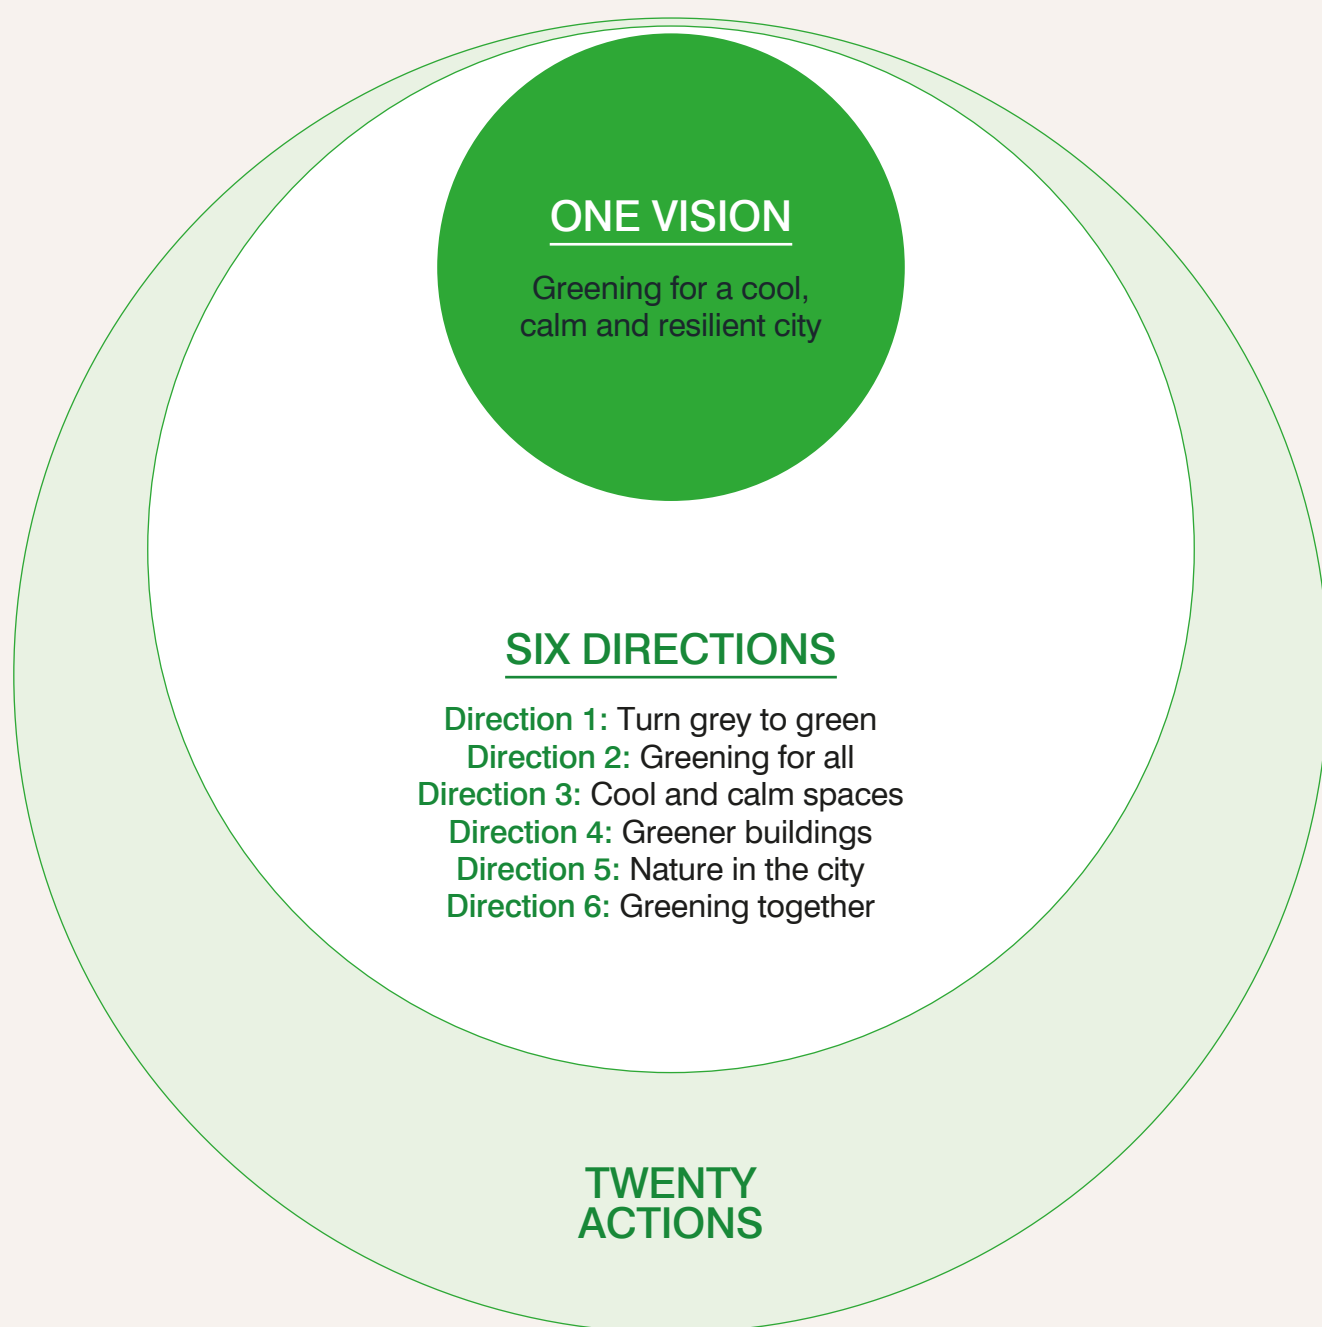 ONE VISION
Greening for a cool,
calm and resilient city
SIX DIRECTIONS
Direction 1: Turn grey to green
Direction 2: Greening for all
Direction 3: Cool and calm spaces
Direction 4: Greener buildings
Direction 5: Nature in the city
Direction 6: Greening together
TWENTY
ACTIONS